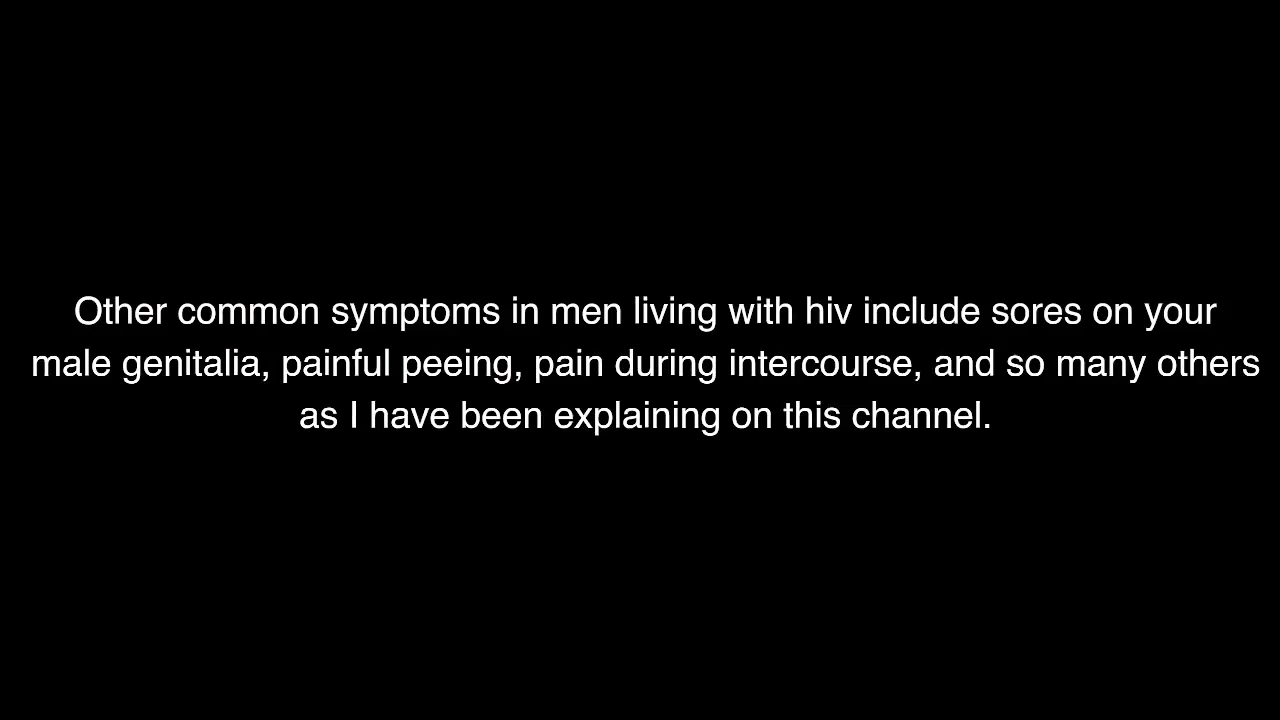 Other common symptoms in men living with hiv include sores on your
male genitalia, painful peeing, pain during intercourse, and so many others
as I have been explaining on this channel.